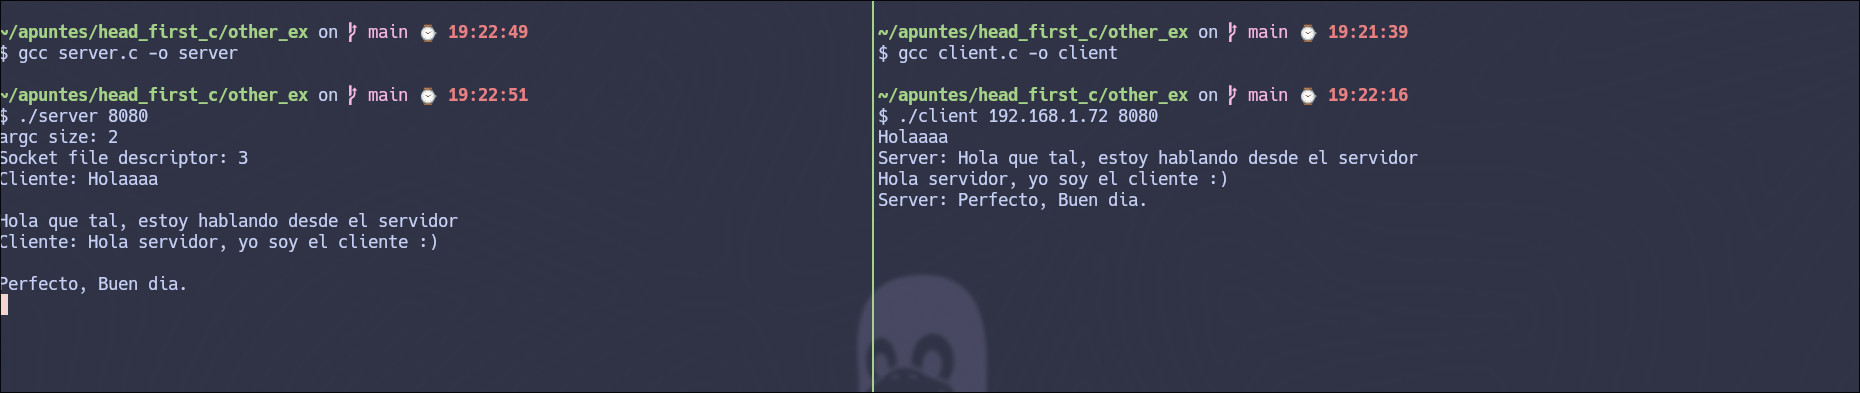 ~/apuntes/head_first_c/other_ex on main 19:22:49
$ gcc server.c -o server
~/apuntes/head_first_c/other_ex on main 19:22:51
$ ./server 8080
argc size: 2
Socket file descriptor: 3
Cliente: Holaaaa
Hola que tal, estoy hablando desde el servidor
Cliente: Hola servidor, yo soy el cliente :)
Perfecto, Buen dia.
~/apuntes/head_first_c/other_ex on main 19:21:39
$ gcc client.c -o client
~/apuntes/head_first_c/other_ex on main 19:22:16
$ ./client 192.168.1.72 8080
Holaaaa
Server: Hola que tal, estoy hablando desde el servidor
Hola servidor, yo soy el cliente :)
Server: Perfecto, Buen dia.